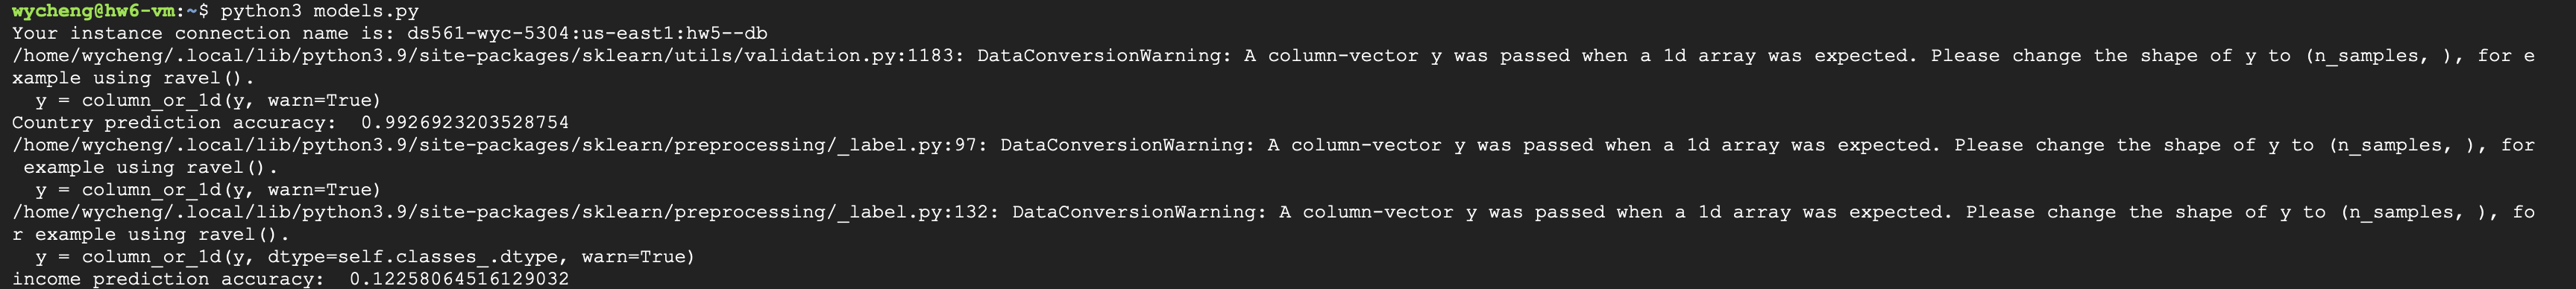 wycheng@hw6-vm:~$ python3 models.py
Your instance connection name is: ds561-wyc-5304:us-east1:hw5--db
/home/wycheng/.local/lib/python3.9/site-packages/sklearn/utils/validation.py:1183: DataConversionWarning: A column-vector y was passed when a 1d array was expected. Please change the shape of y to (n_samples, ), for e
xample using ravel().
  y = column_or_1d(y, warn=True)
Country prediction accuracy:  0.9926923203528754
/home/wycheng/.local/lib/python3.9/site-packages/sklearn/preprocessing/_label.py:97: DataConversionWarning: A column-vector y was passed when a 1d array was expected. Please change the shape of y to (n_samples, ), for
 example using ravel().
  y = column_or_1d(y, warn=True)
/home/wycheng/.local/lib/python3.9/site-packages/sklearn/preprocessing/_label.py:132: DataConversionWarning: A column-vector y was passed when a 1d array was expected. Please change the shape of y to (n_samples, ), fo
r example using ravel().
  y = column_or_1d(y, dtype=self.classes_.dtype, warn=True)
income prediction accuracy:  0.12258064516129032